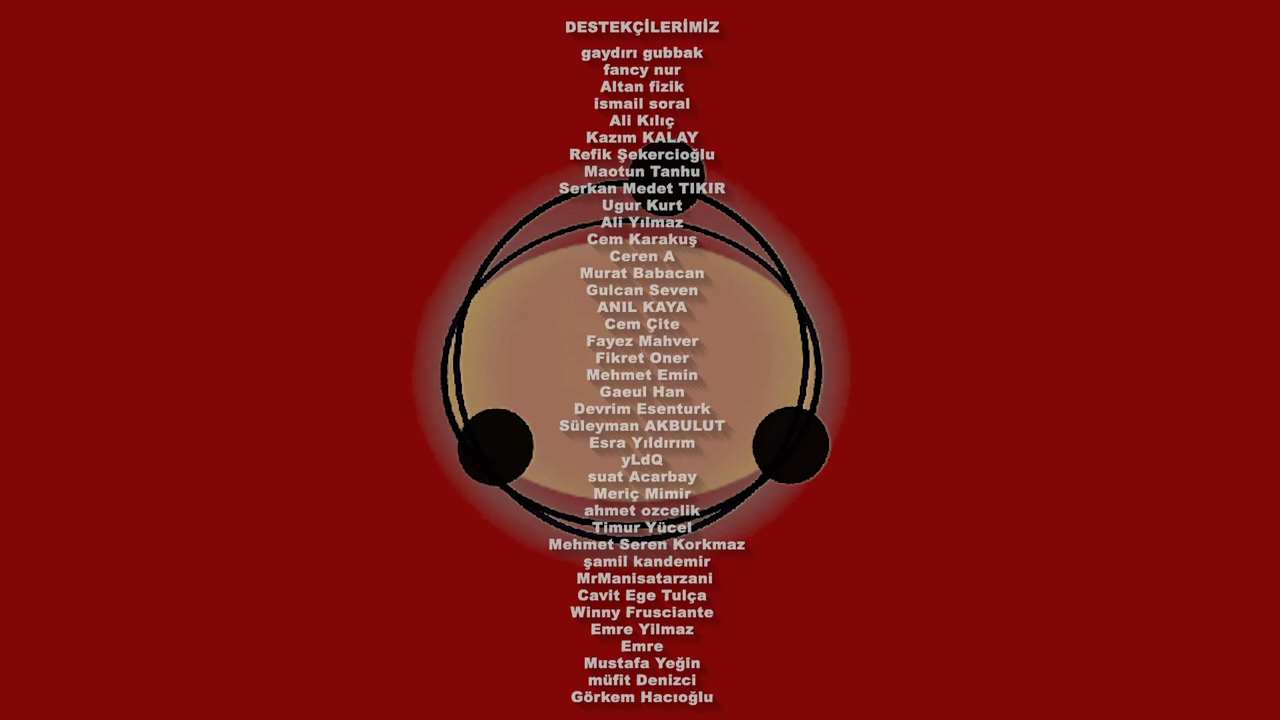 DESTEKÇİLERİMİZ
gaydırı gubbak
fancy nur
Altan fizik
ismail soral
Ali Kılıç
Kazım KALAY
Refik Şekercioğlu
Maotun Tanhu
Serkan Medet TIKIR
Ugur Kurt
Ali Yılmaz
Cem Karakuş
Ceren A
Murat Babacan
Gulcan Seven
ANIL KAYA
Cem Çite
Fayez Mahver
Fikret Oner
Mehmet Emin
Gaeul Han
Devrim Esenturk
Süleyman AKBULUT
Esra Yıldırım
yLdQ
suat Acarbay
Meriç Mimir
ahmet ozcelik
Timur Yücel
Mehmet Seren Korkmaz
şamil kandemir
MrManisatarzani
Cavit Ege Tulça
Winny Frusciante
Emre Yilmaz
Emre
Mustafa Yeğin
müfit Denizci
Görkem Hacıoğlu